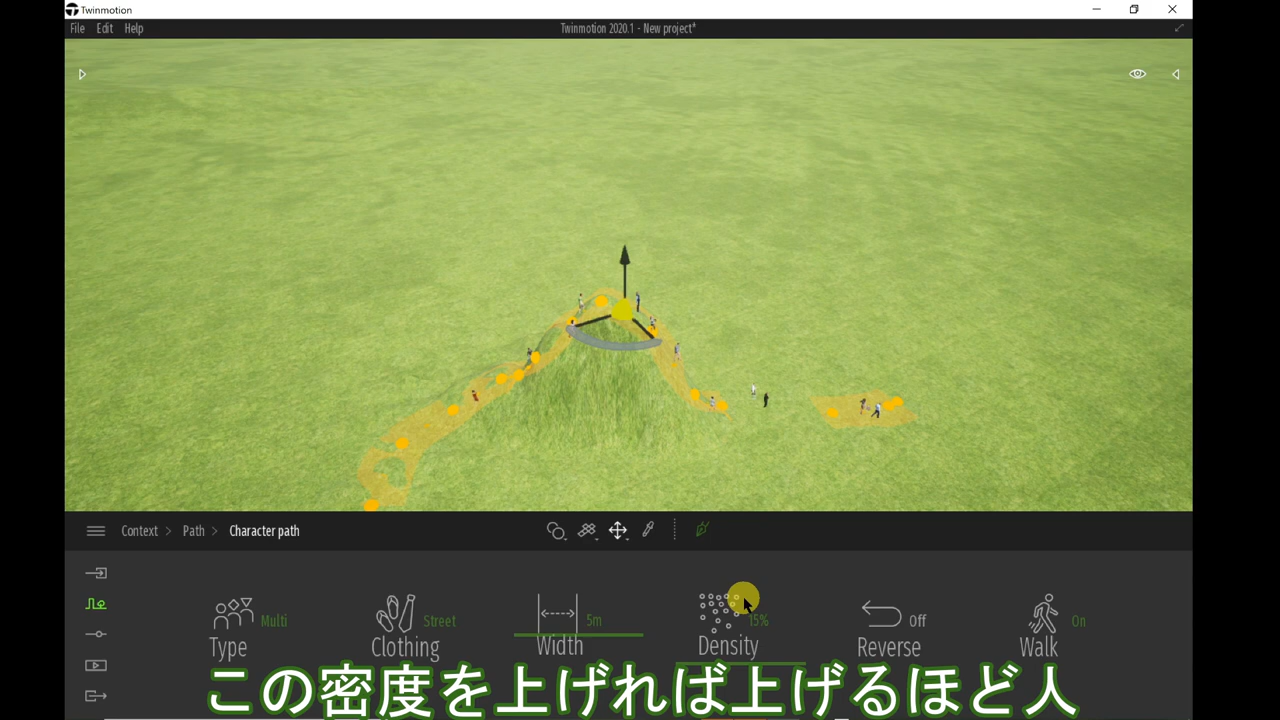 Twinmotion
File Edit Help
Twinmotion 2020.1 - New project*
Context > Path > Character path
Multi
Type
Street
Clothing
5m
Width
15%
Density
Off
Reverse
On
Walk
この密度を上げれば上げるほど人